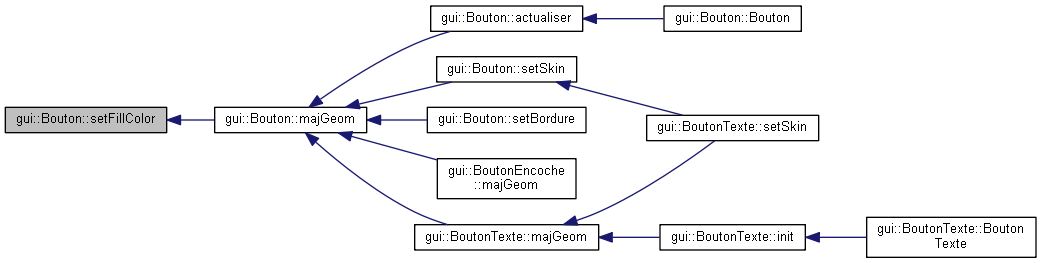 gui::Bouton::actualiser
gui::Bouton::Bouton
gui::Bouton::setSkin
gui::Bouton::setFillColor
gui::Bouton::majGeom
gui::Bouton::setBordure
gui::BoutonTexte::setSkin
gui::BoutonEncoche
::majGeom
gui::BoutonTexte::majGeom
gui::BoutonTexte::init
gui::BoutonTexte::Bouton
Texte